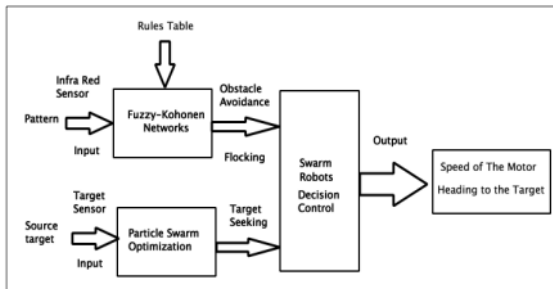 Rules Table
Infra Red
Sensor
Pattern
Input
Fuzzy-Kohonen
Networks
Obstacle
Avoidance
Flocking
Target
Sensor
Source
target
Input
Particle Swarm
Optimization
Target
Seeking
Swarm
Robots
Decision
Control
Output
Speed of The Motor
Heading to the Target